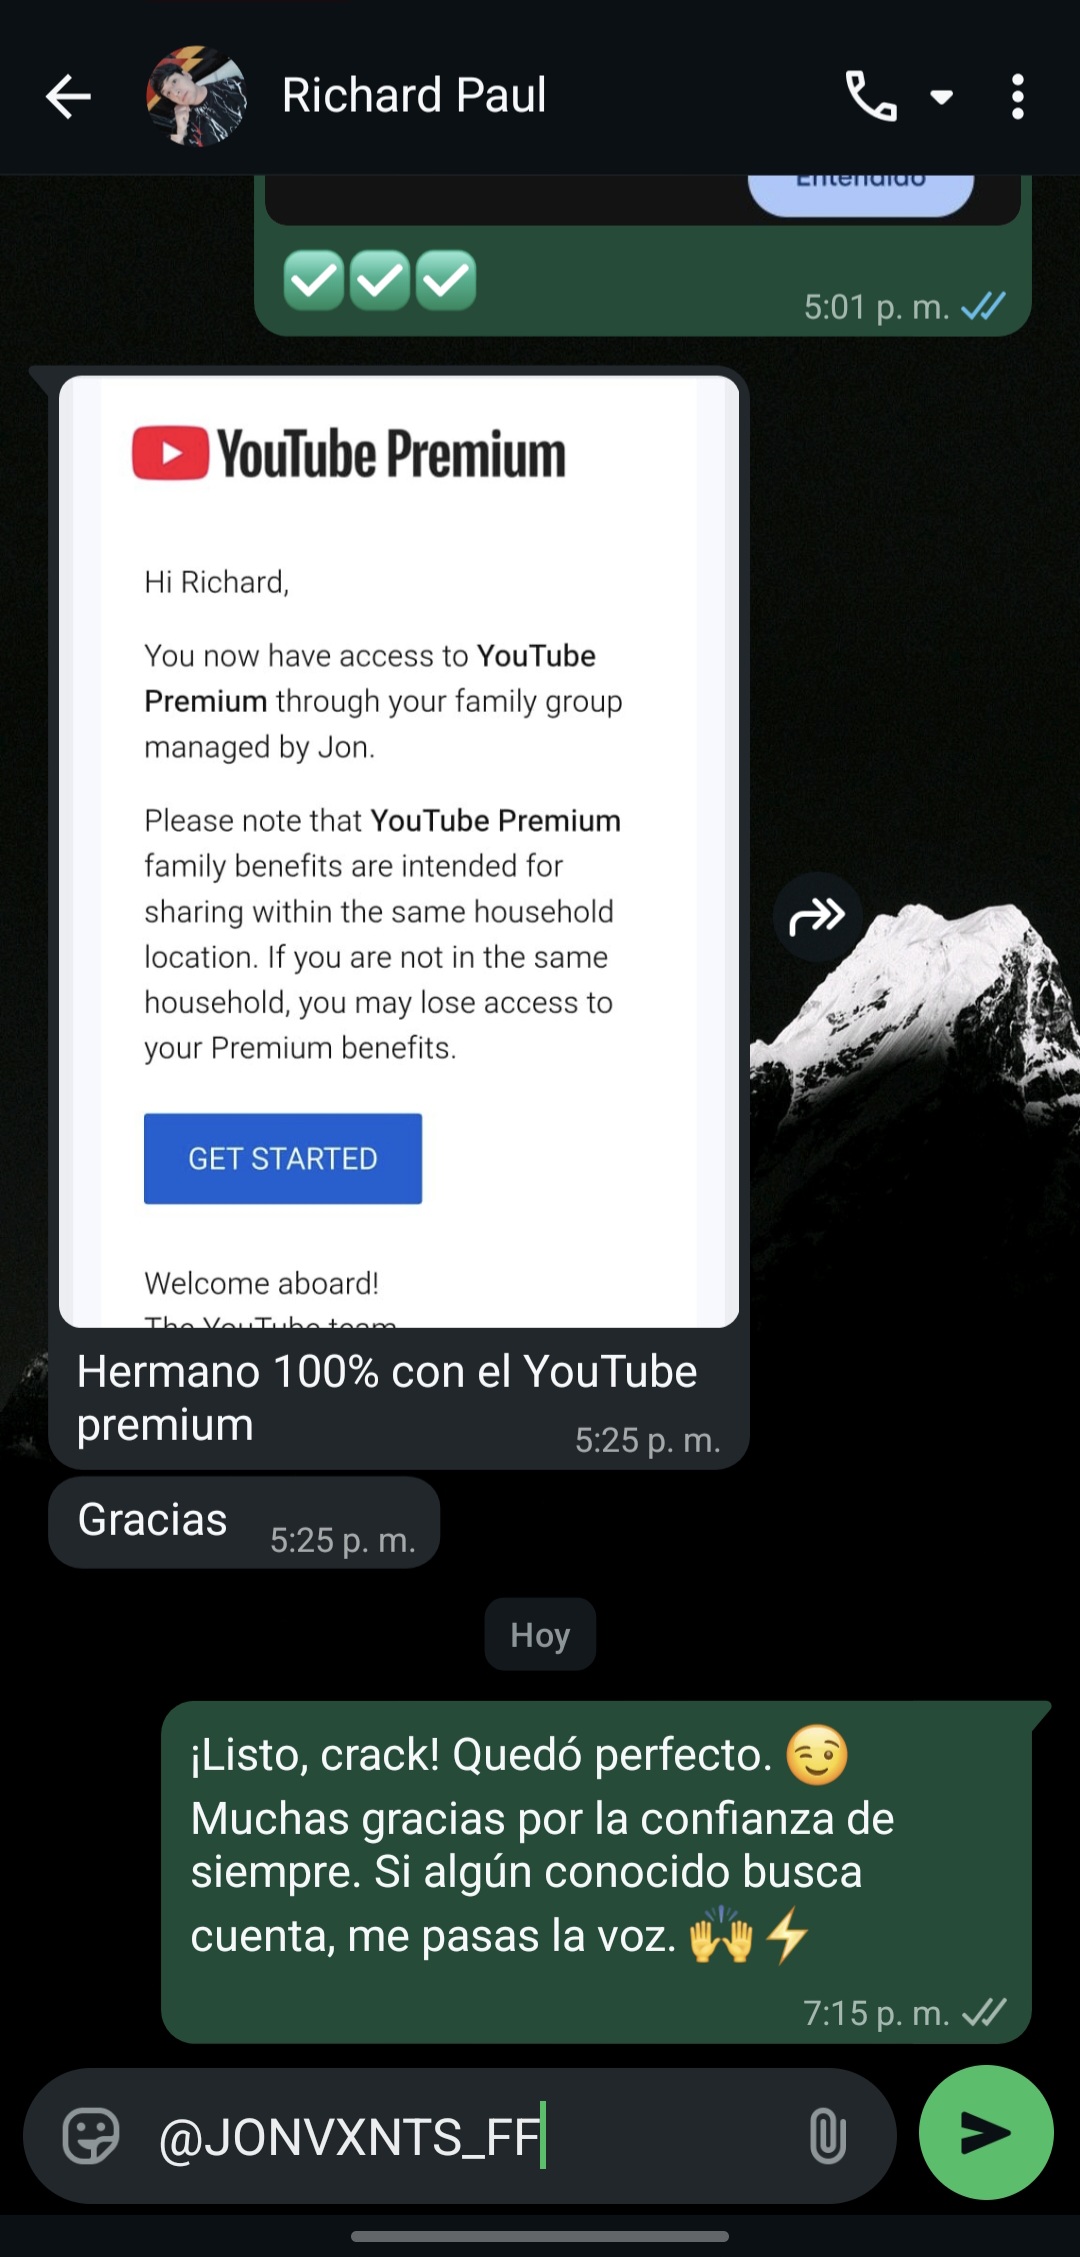 Richard Paul
Entendido
✅✅✅
5:01 p. m.
YouTube Premium
Hi Richard,
You now have access to YouTube
Premium through your family group
managed by Jon.
Please note that YouTube Premium
family benefits are intended for
sharing within the same household
location. If you are not in the same
household, you may lose access to
your Premium benefits.
GET STARTED
Welcome aboard!
The YouTube team
Hermano 100% con el YouTube
premium
5:25 p. m.
Gracias
5:25 p. m.
Hoy
¡Listo, crack! Quedó perfecto. 😉
Muchas gracias por la confianza de
siempre. Si algún conocido busca
cuenta, me pasas la voz. 🙌⚡
7:15 p. m.
@JONVXNTS_FF